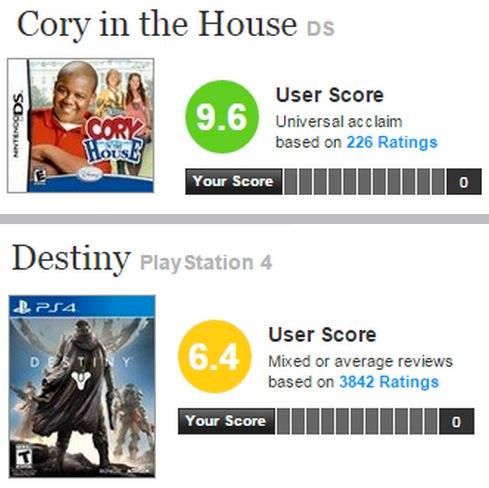 Cory in the House DS
NINTENDO DS
CORY
IN THE
HOUSE
E
Disney
9.6
User Score
Universal acclaim
based on 226 Ratings
Your Score 0
Destiny PlayStation 4
PS4
DESTINY
T
BUNGIE ACTIVISION
6.4
User Score
Mixed or average reviews
based on 3842 Ratings
Your Score 0